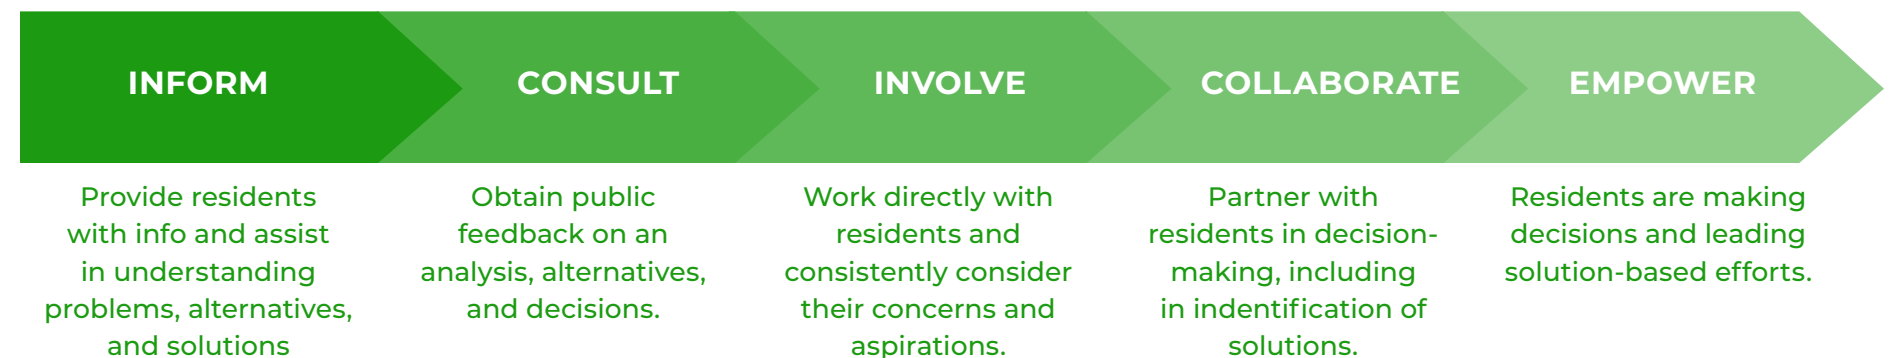 INFORM
Provide residents
with info and assist
in understanding
problems, alternatives,
and solutions
CONSULT
Obtain public
feedback on an
analysis, alternatives,
and decisions.
INVOLVE
Work directly with
residents and
consistently consider
their concerns and
aspirations.
COLLABORATE
Partner with
residents in decision-
making, including
in indentification of
solutions.
EMPOWER
Residents are making
decisions and leading
solution-based efforts.